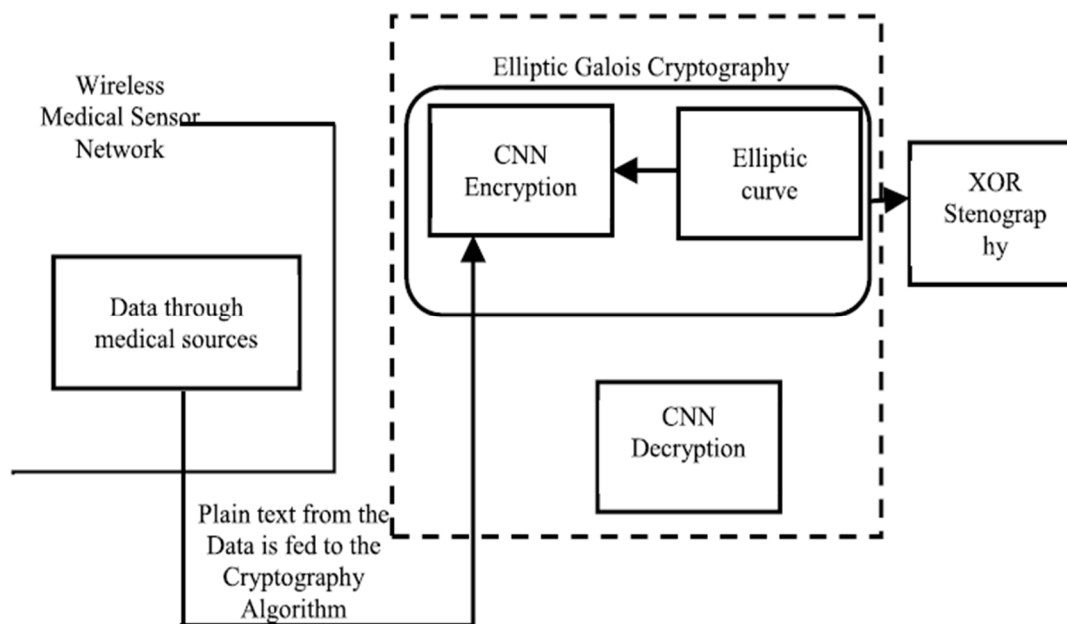 Wireless
Medical Sensor
Network
Data through
medical sources
Plain text from the
Data is fed to the
Cryptography
Algorithm
Elliptic Galois Cryptography
CNN
Encryption
Elliptic
curve
CNN
Decryption
XOR
Stenograp
hy